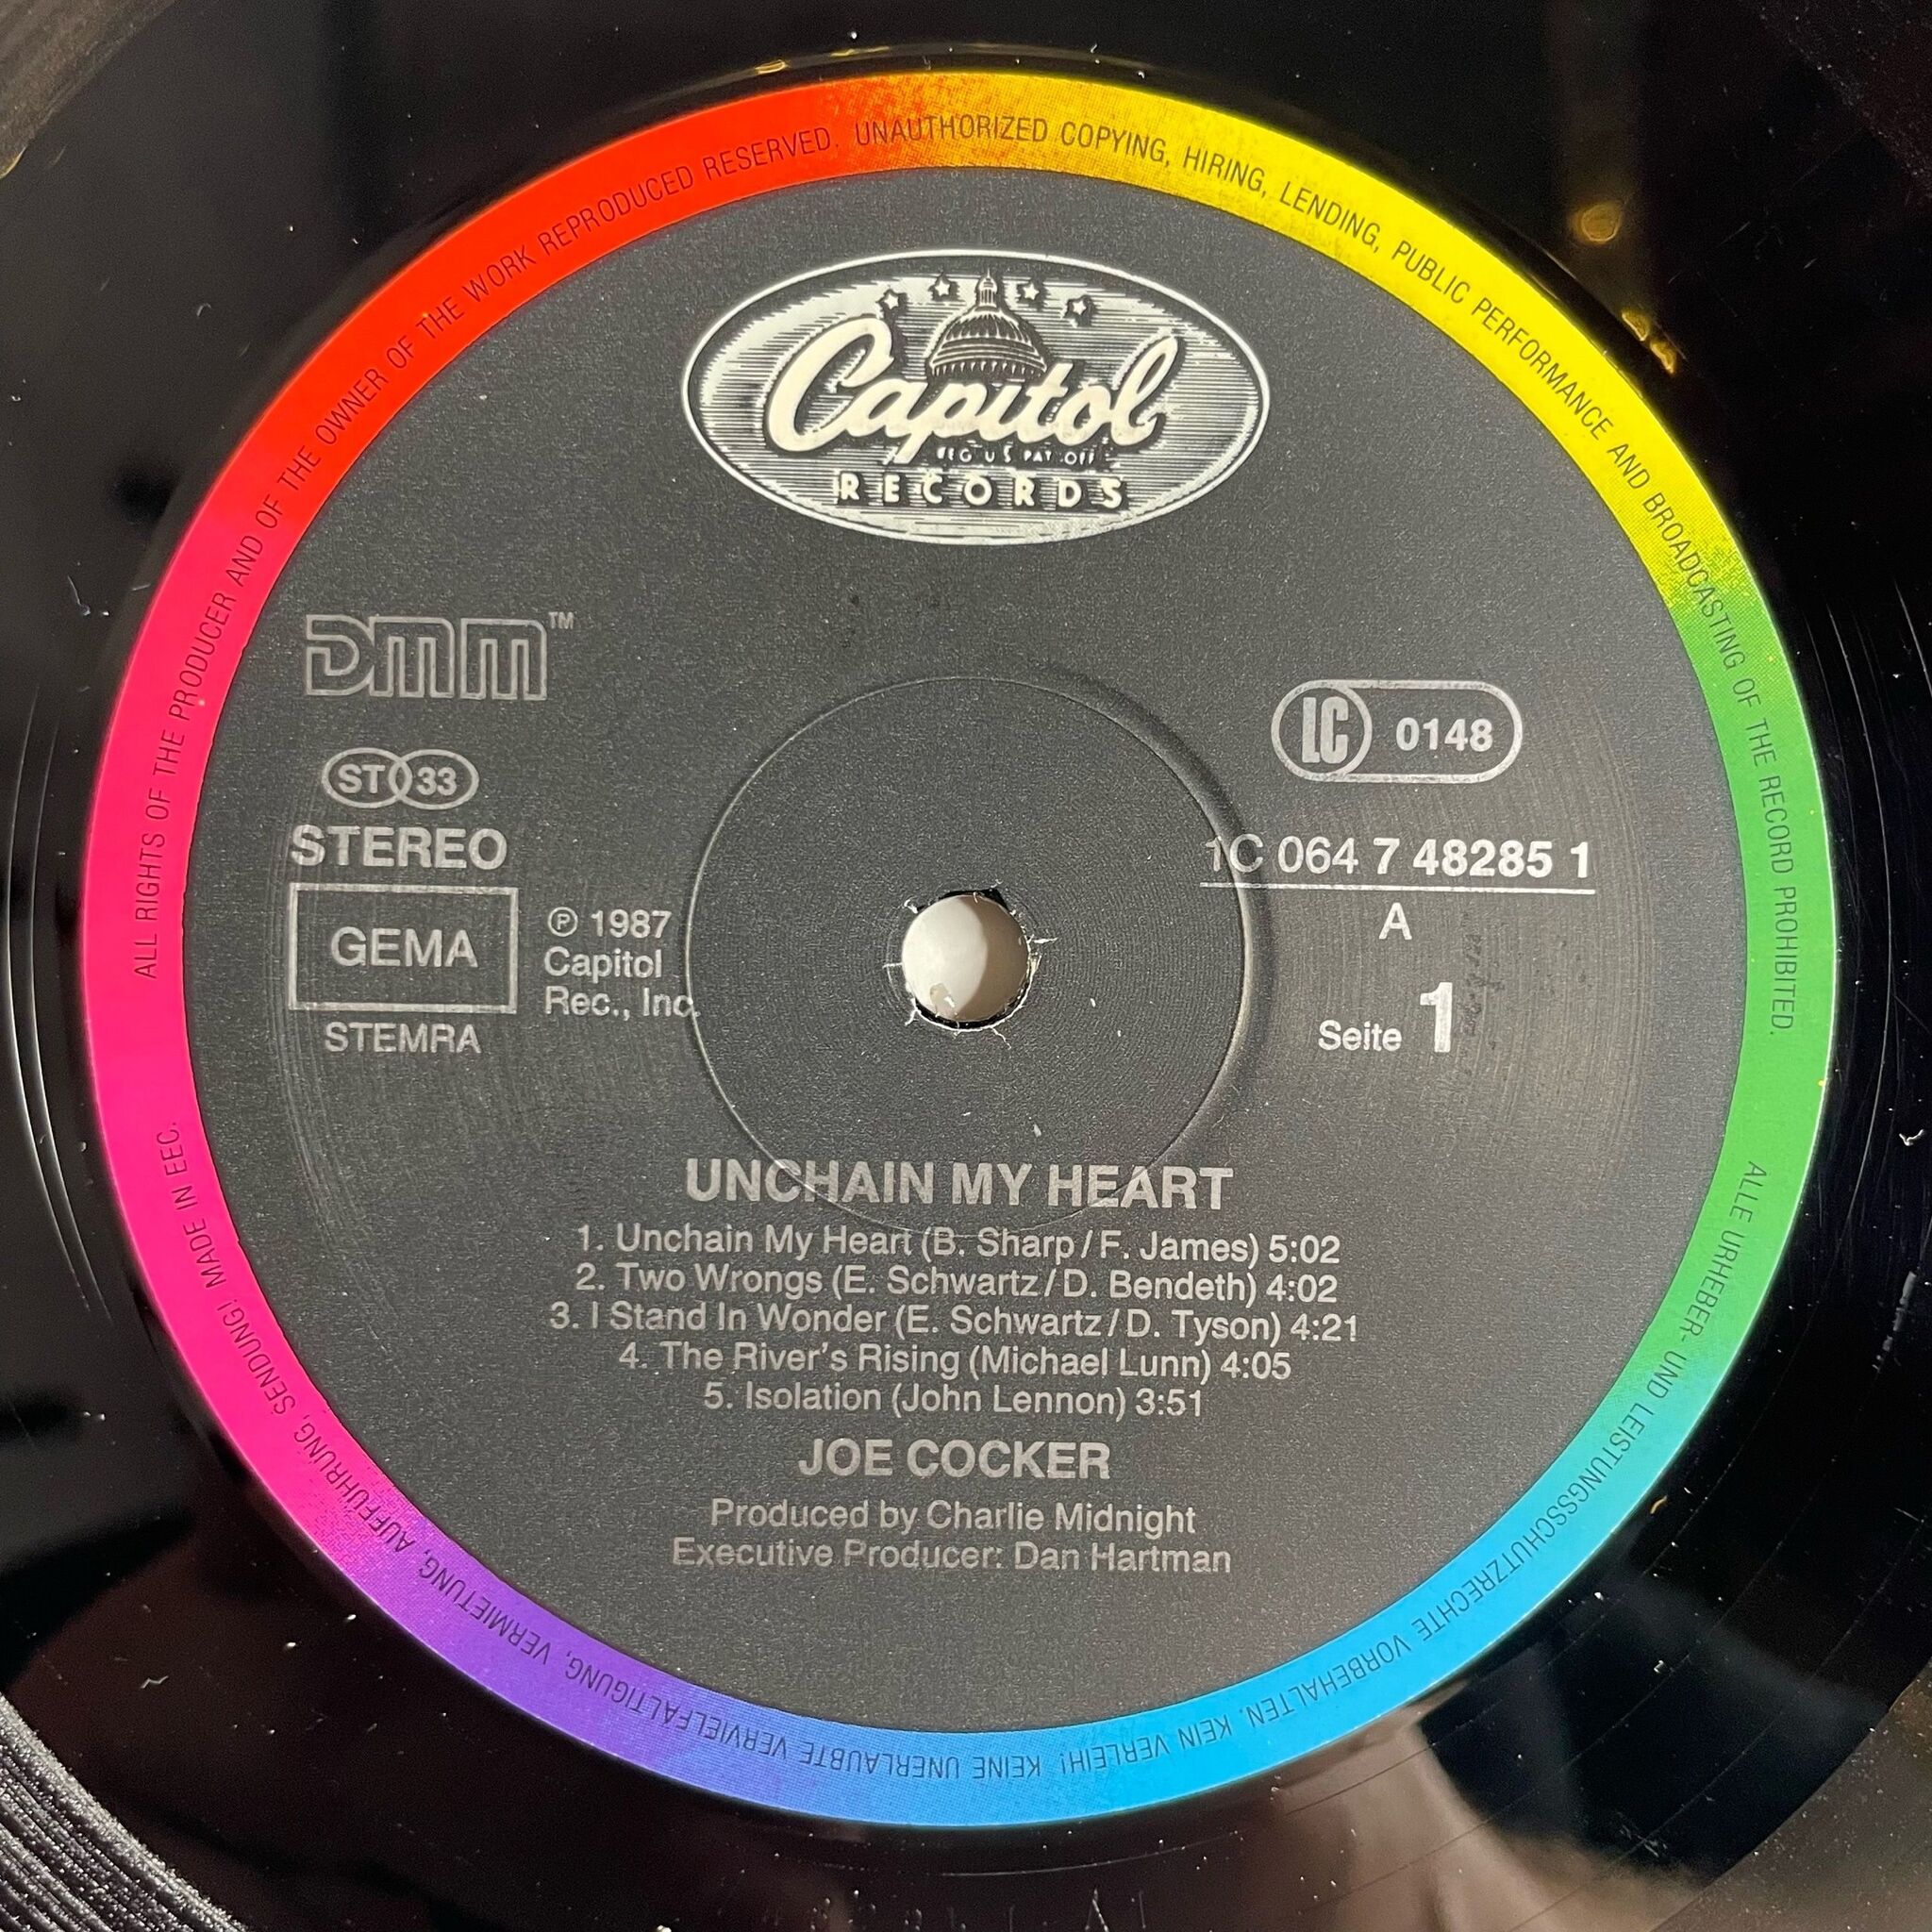 ALL RIGHTS OF THE PRODUCER AND OF THE OWNER OF THE WORK REPRODUCED RESERVED. UNAUTHORIZED COPYING, HIRING, LENDING, PUBLIC PERFORMANCE AND BROADCASTING OF THE RECORD PROHIBITED.
Capitol
REG US PAT OFF
RECORDS
DMM™
LC 0148
ST 33
STEREO
GEMA
STEMRA
℗ 1987
Capitol
Rec., Inc.
1C 064 7 48285 1
A
Seite 1
UNCHAIN MY HEART
1. Unchain My Heart (B. Sharp/F. James) 5:02
2. Two Wrongs (E. Schwartz/D. Bendeth) 4:02
3. I Stand In Wonder (E. Schwartz/D. Tyson) 4:21
4. The River's Rising (Michael Lunn) 4:05
5. Isolation (John Lennon) 3:51
JOE COCKER
Produced by Charlie Midnight
Executive Producer: Dan Hartman
ALLE URHEBER- UND LEISTUNGSSCHUTZRECHTE VORBEHALTEN. KEIN VERLEIH! KEINE UNERLAUBTE VERVIELFÄLTIGUNG, VERMIETUNG, AUFFÜHRUNG, SENDUNG! MADE IN EEC.